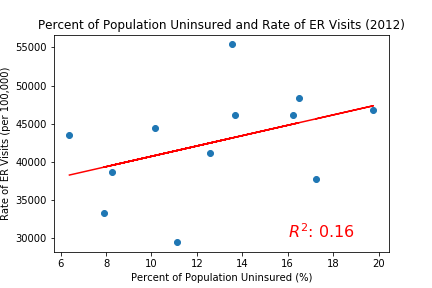 Percent of Population Uninsured and Rate of ER Visits (2012)
Rate of ER Visits (per 100,000)
55000
50000
45000
40000
35000
30000
R²: 0.16
6 8 10 12 14 16 18 20
Percent of Population Uninsured (%)